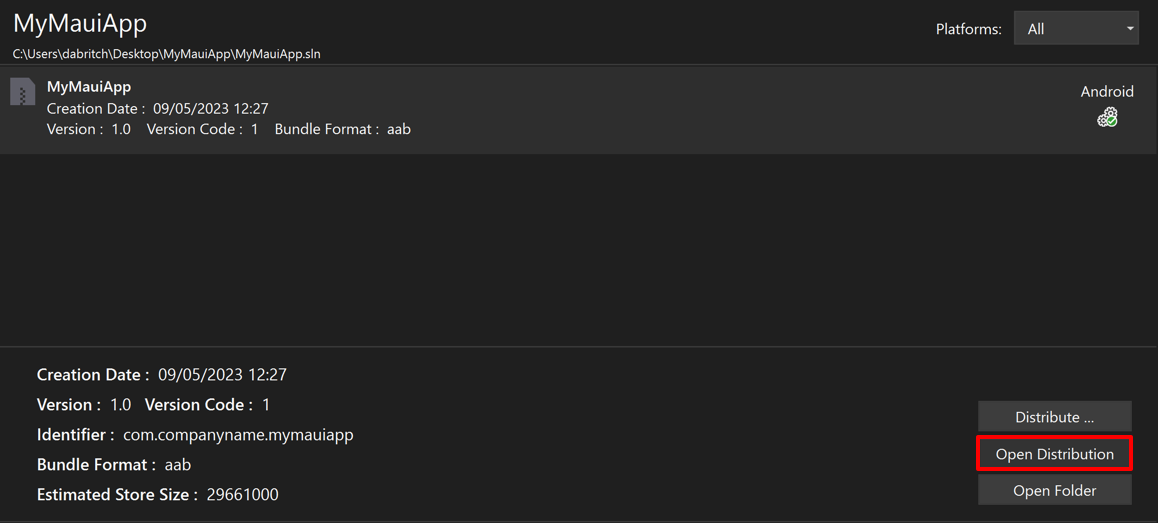 MyMauiApp
Platforms: All
C:\Users\dabritch\Desktop\MyMauiApp\MyMauiApp.sln
MyMauiApp
Android
Creation Date : 09/05/2023 12:27
Version : 1.0 Version Code : 1 Bundle Format : aab
Creation Date : 09/05/2023 12:27
Version : 1.0 Version Code : 1
Identifier : com.companyname.mymauiapp
Bundle Format : aab
Estimated Store Size : 29661000
Distribute ...
Open Distribution
Open Folder